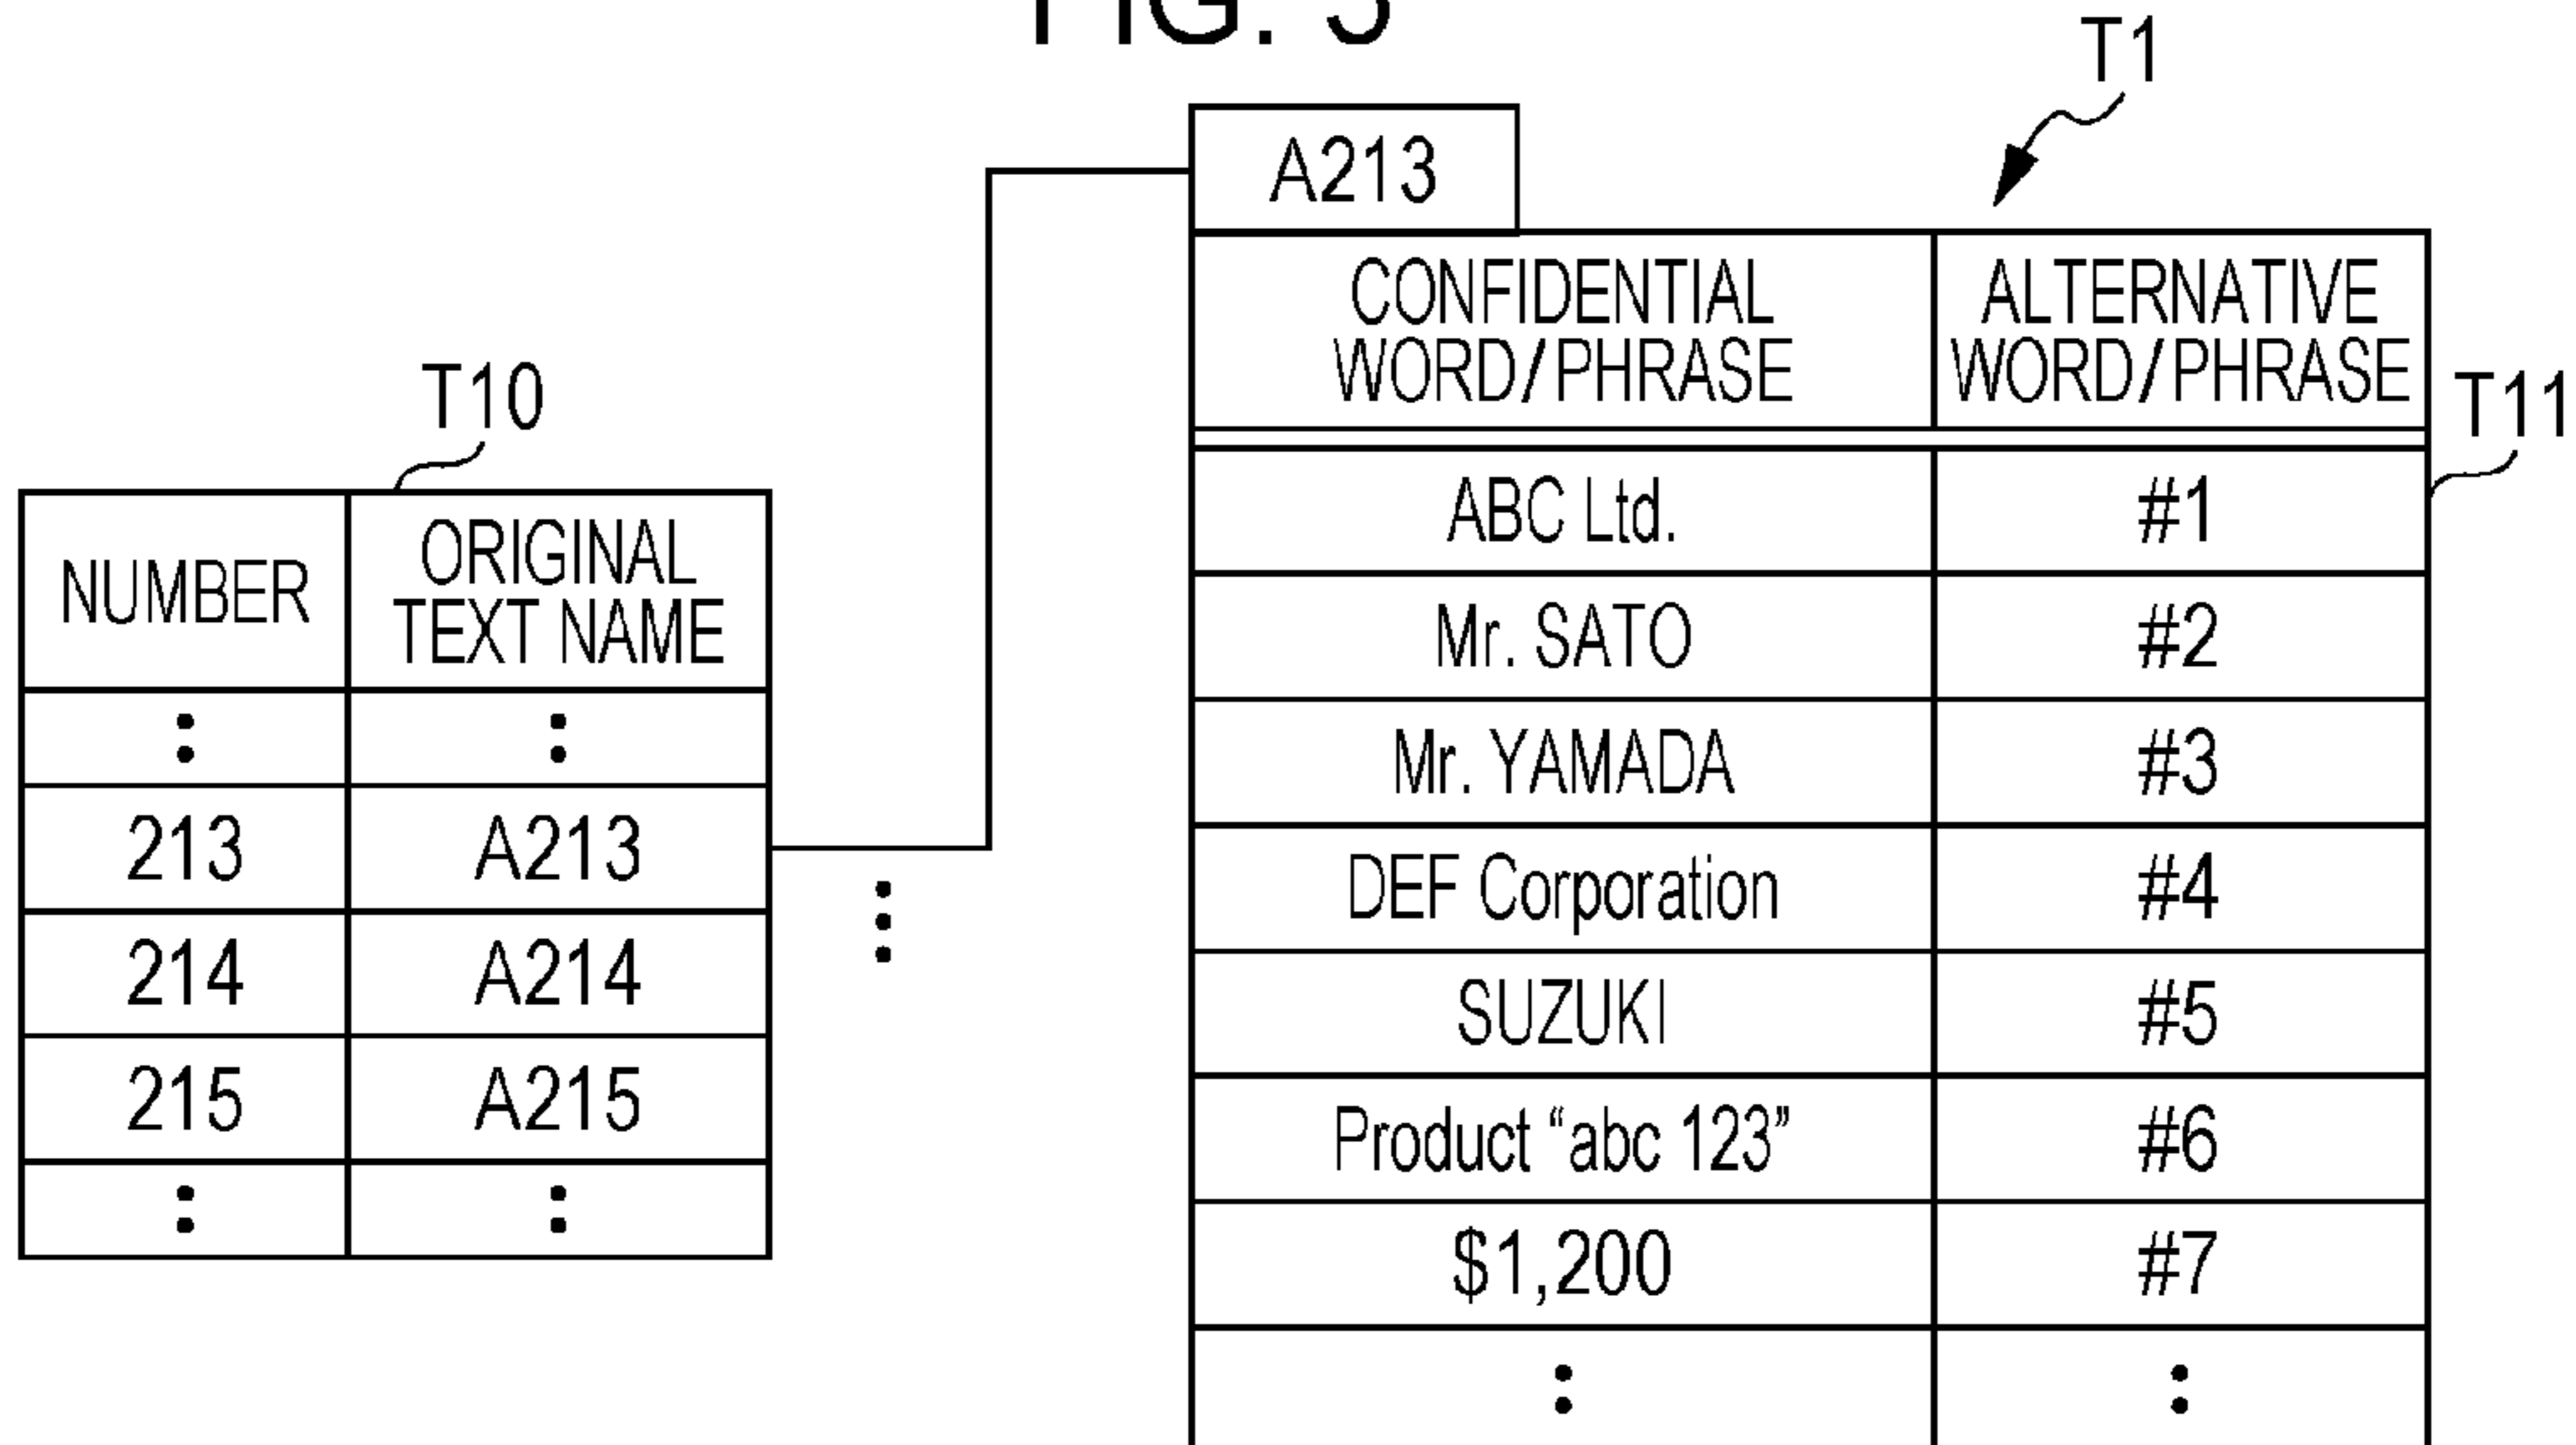 FIG. 3
T1
A213
CONFIDENTIAL WORD/PHRASE
ALTERNATIVE WORD/PHRASE
T11
ABC Ltd. #1
Mr. SATO #2
Mr. YAMADA #3
DEF Corporation #4
SUZUKI #5
Product “abc 123” #6
$1,200 #7
T10
NUMBER
ORIGINAL TEXT NAME
213 A213
214 A214
215 A215